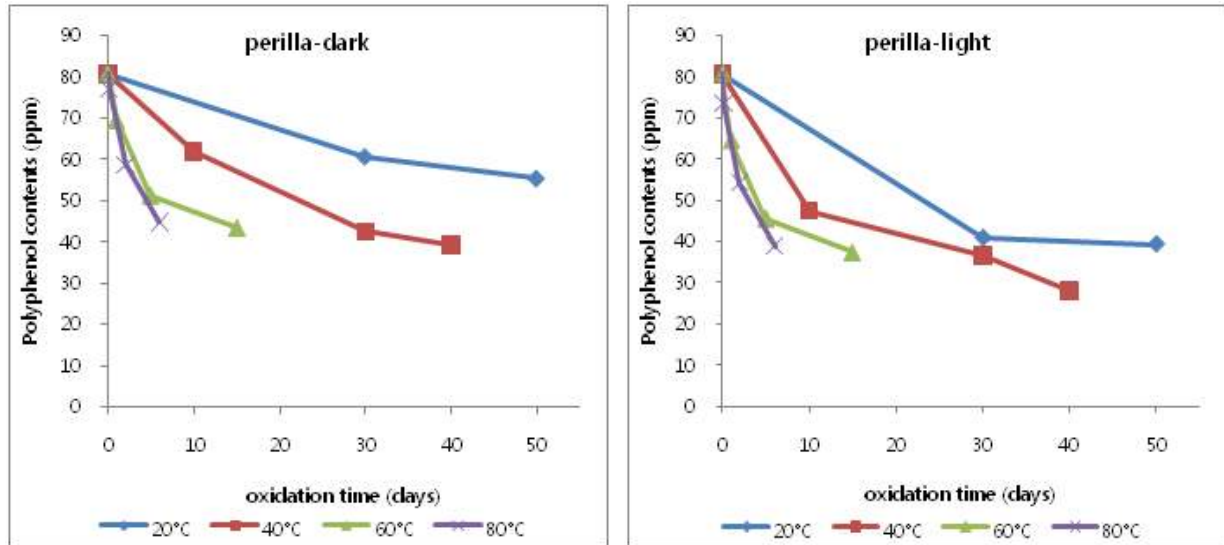 perilla-dark
Polyphenol contents (ppm)
90
80
70
60
50
40
30
20
10
0
0 10 20 30 40 50
oxidation time (days)
20°C 40°C 60°C 80°C
perilla-light
Polyphenol contents (ppm)
90
80
70
60
50
40
30
20
10
0
0 10 20 30 40 50
oxidation time (days)
20°C 40°C 60°C 80°C